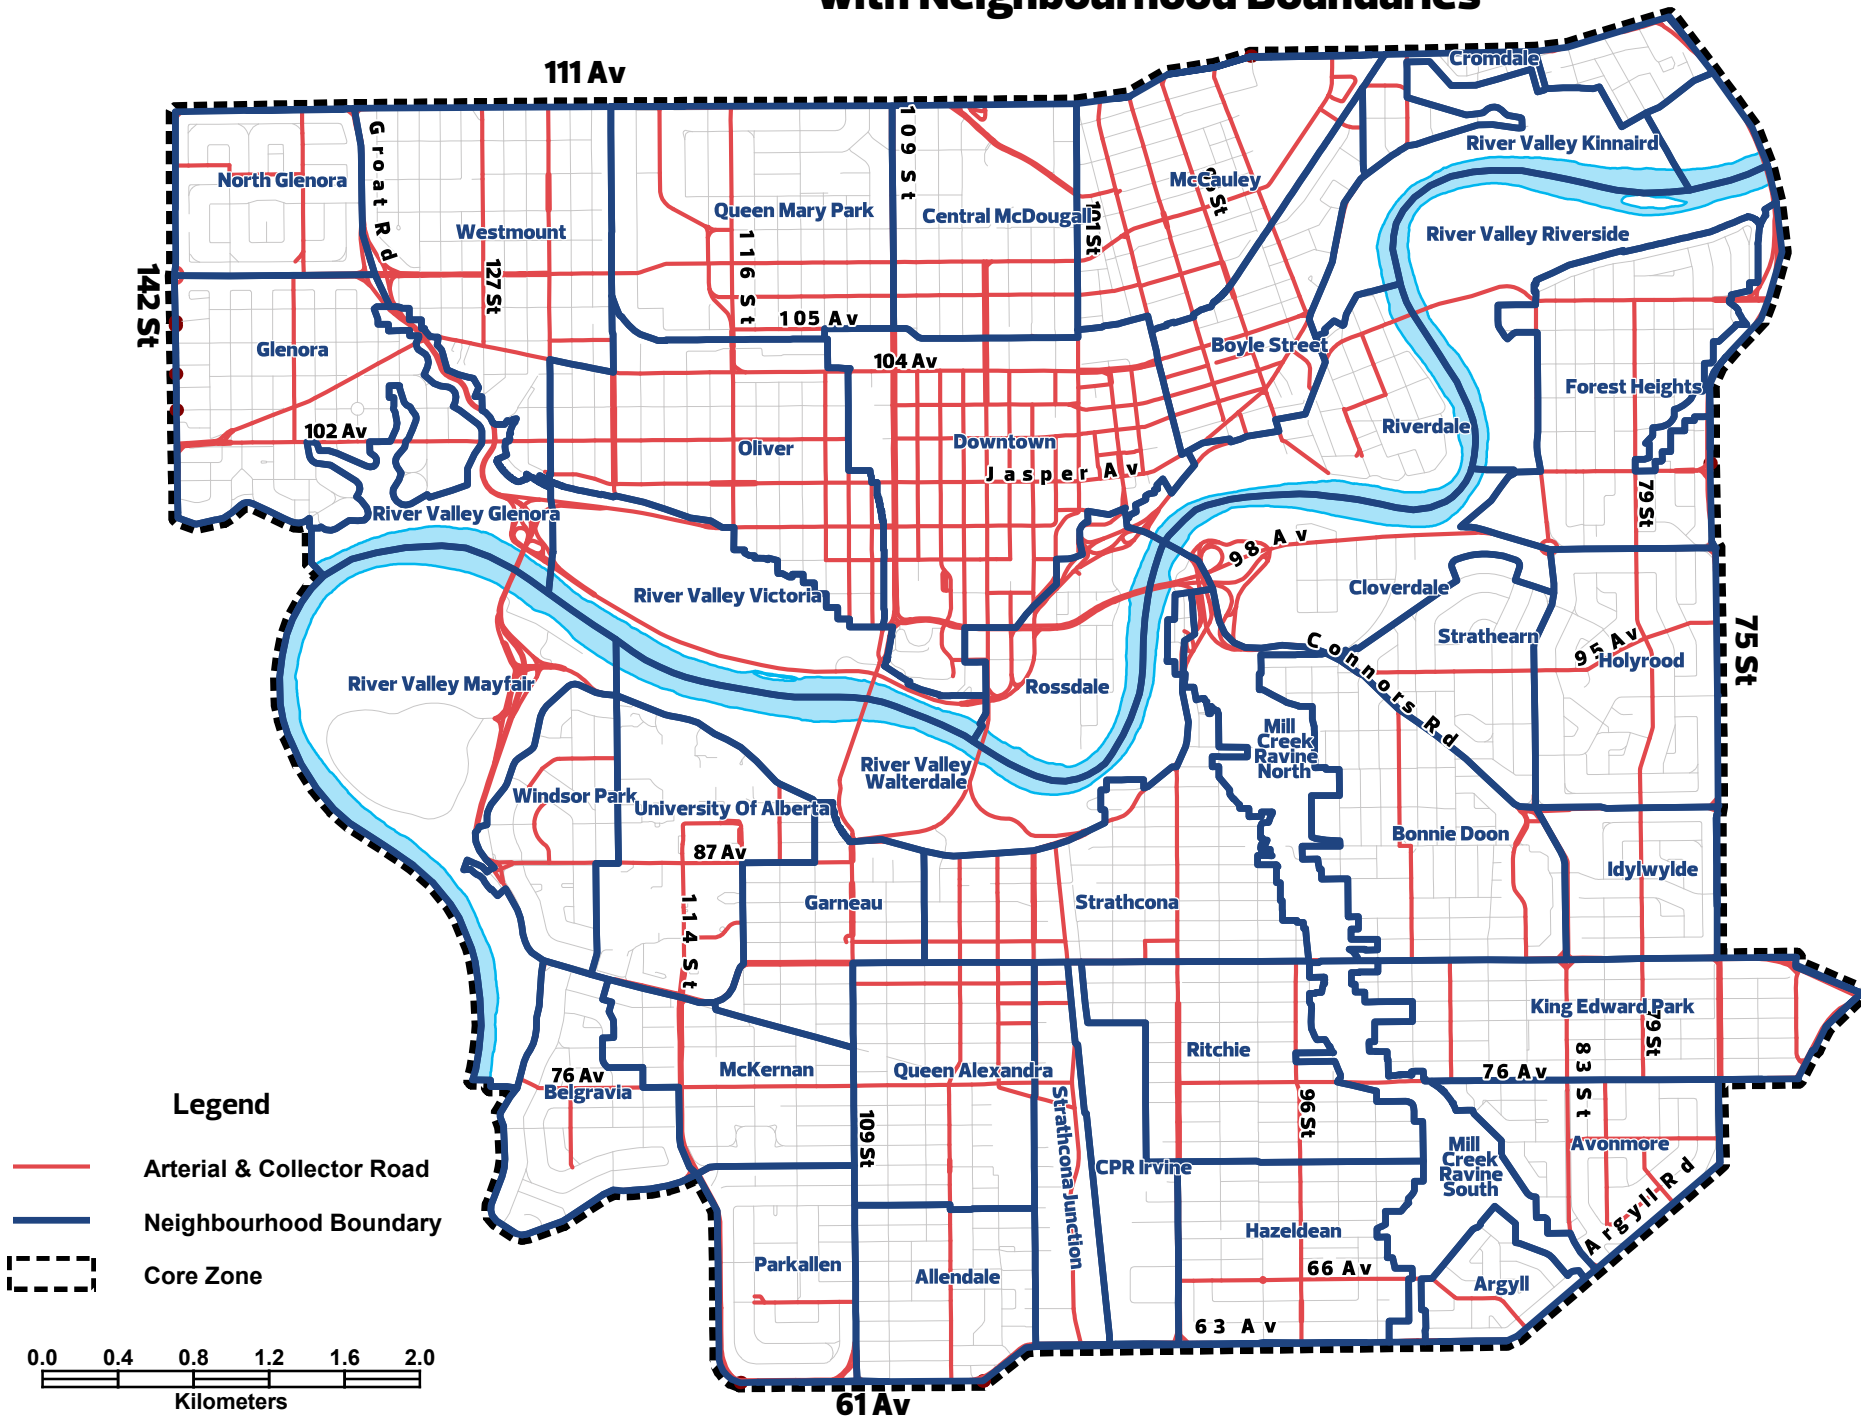 with Neighbourhood Boundaries
111 Av
Cromdale
Groat Rd
109 St
River Valley Kinnaird
North Glenora
McCauley
Queen Mary Park
Central McDougall
101 St
Westmount
River Valley Riverside
116 St
127 St
142 St
105 Av
Glenora
104 Av
Boyle Street
Forest Heights
102 Av
Riverdale
Oliver
Downtown
Jasper Av
79 St
River Valley Glenora
98 Av
Cloverdale
River Valley Victoria
Strathearn
Connors Rd
95 Av
Holyrood
75 St
River Valley Mayfair
Rossdale
Mill
Creek
Ravine
North
River Valley
Walterdale
Windsor Park
University Of Alberta
Bonnie Doon
87 Av
Idylwylde
Garneau
Strathcona
114 St
King Edward Park
79 St
Ritchie
83 St
76 Av
McKernan
Queen Alexandra
76 Av
Belgravia
Legend
Strathcona Junction
96 St
109 St
Mill
Creek
Ravine
South
Avonmore
Arterial & Collector Road
CPR Irvine
Argyll Rd
Neighbourhood Boundary
Hazeldean
Parkallen
Allendale
66 Av
Core Zone
Argyll
63 Av
0.0 0.4 0.8 1.2 1.6 2.0
Kilometers
61 Av